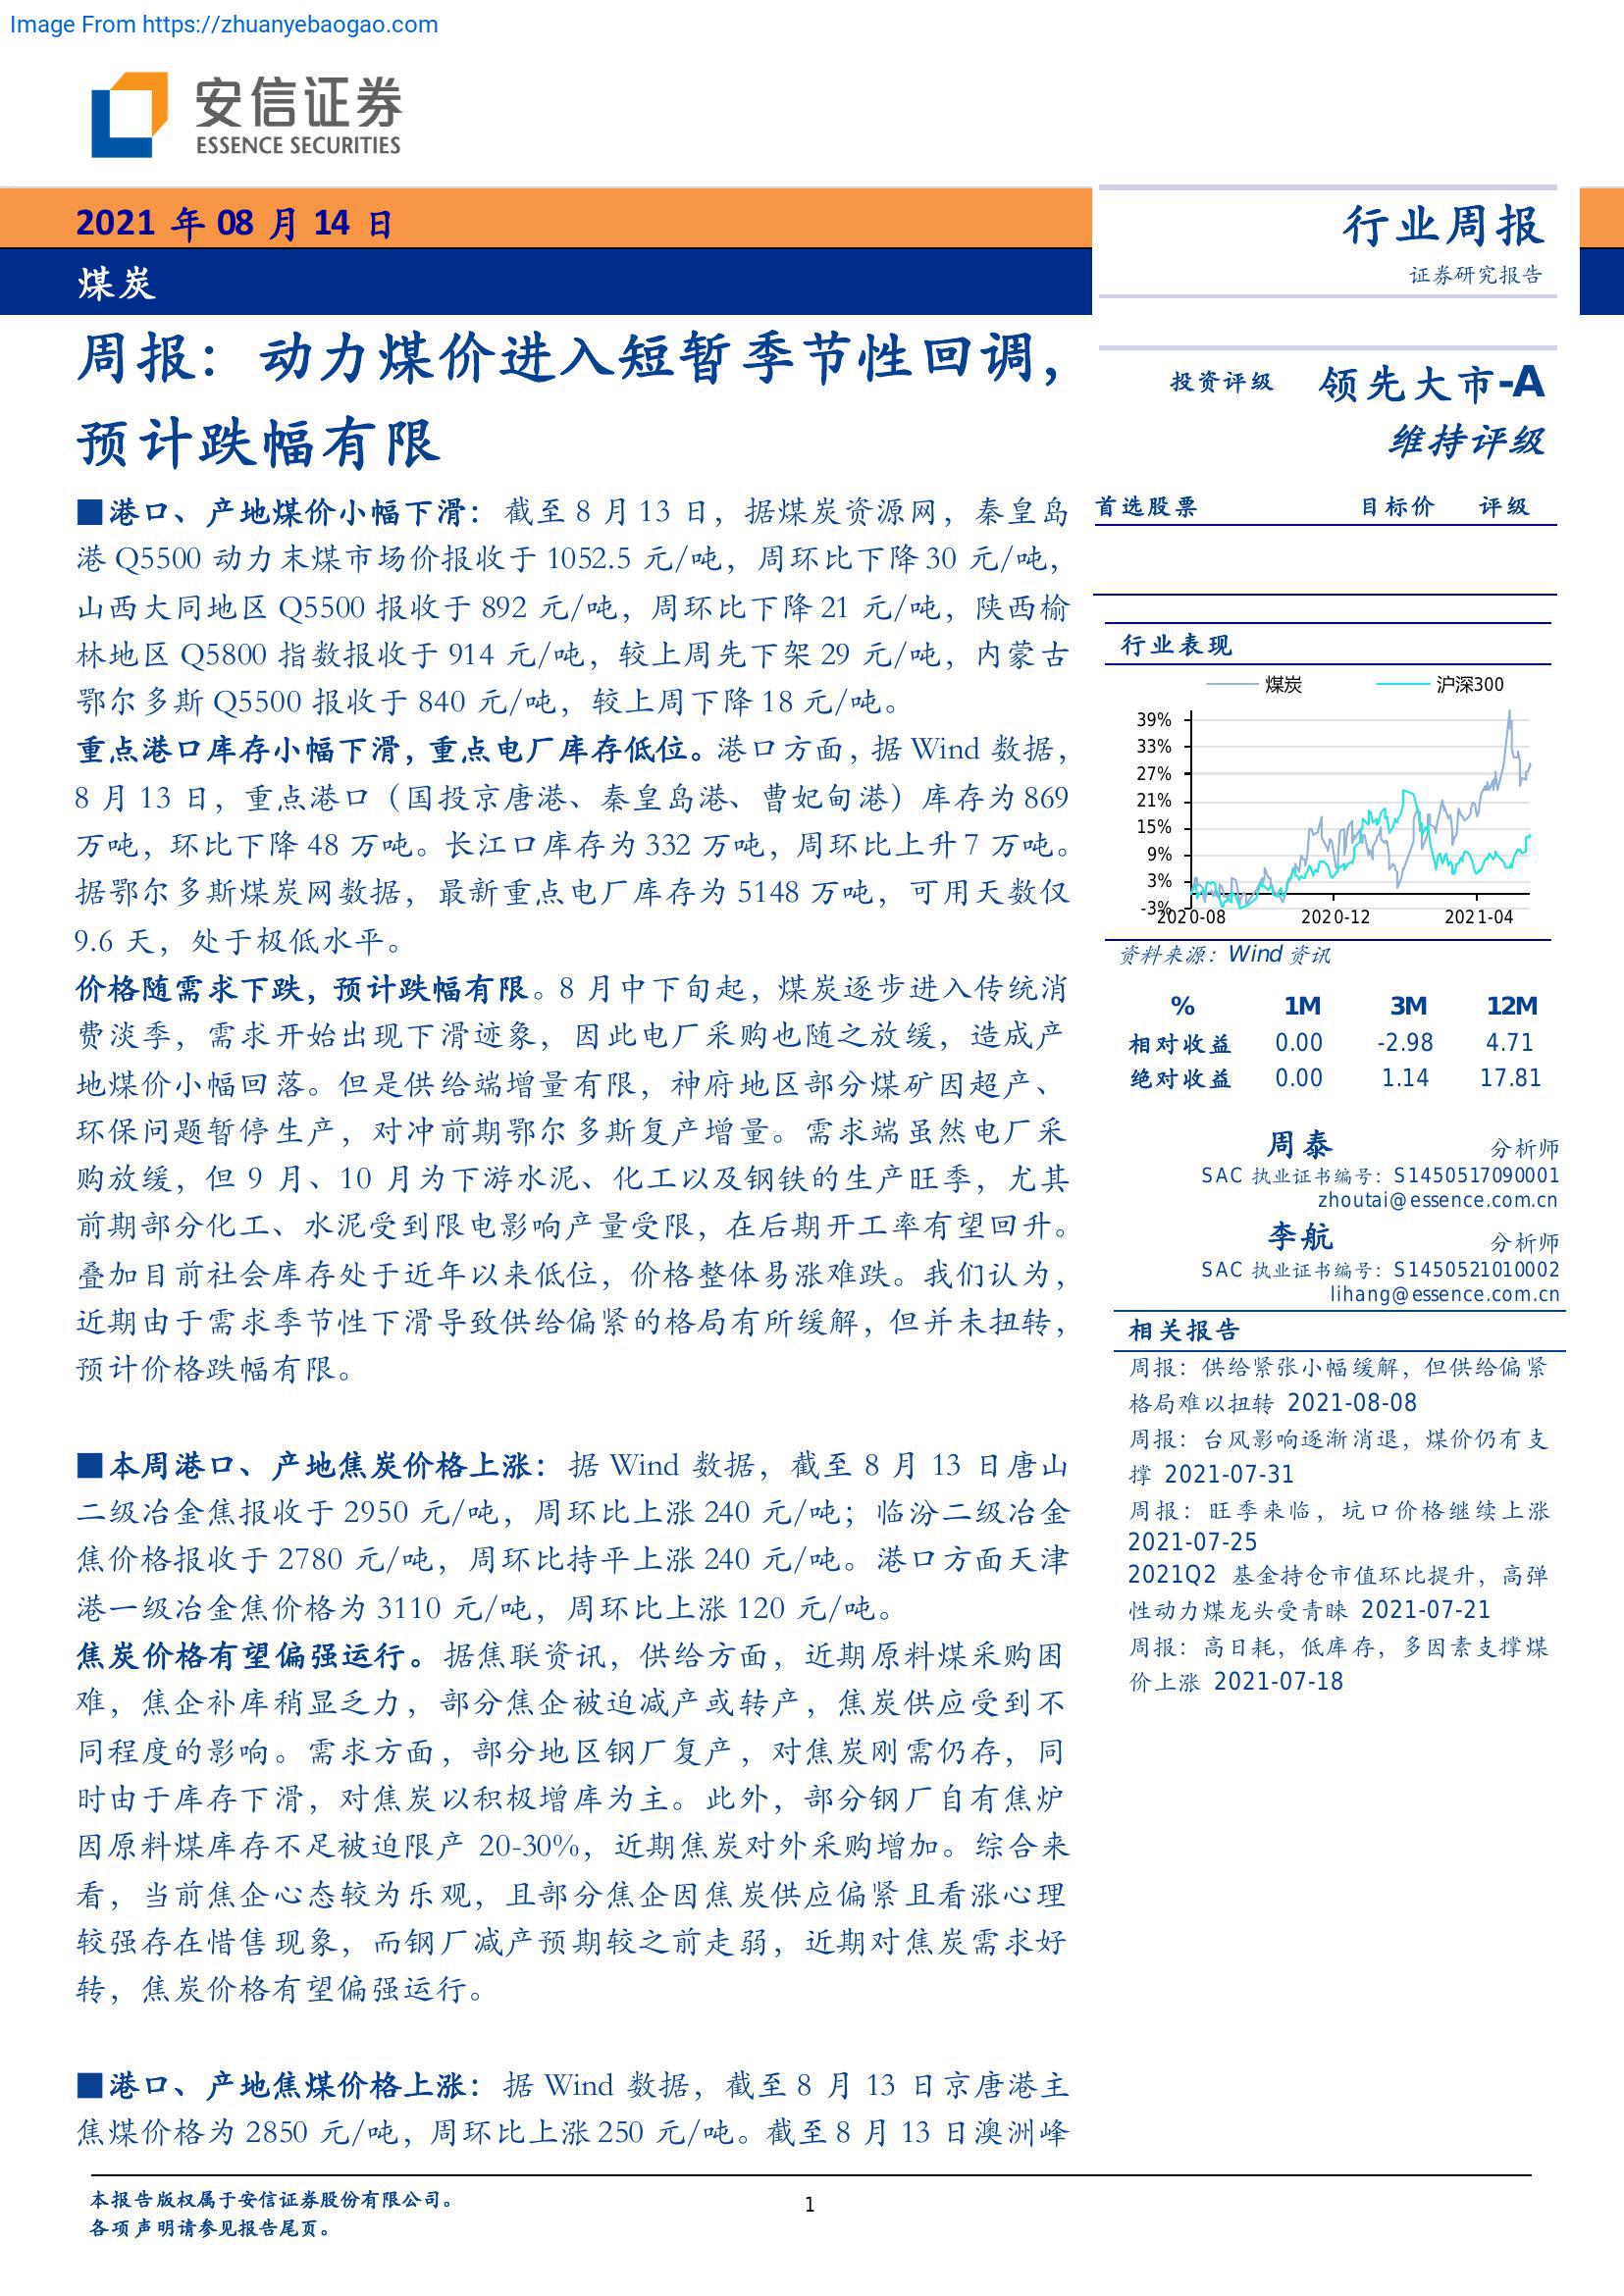 Image From https://zhuanyebaogao.com
安信证券
ESSENCE SECURITIES
2021 年 08 月 14 日
煤炭
周报：动力煤价进入短暂季节性回调，
预计跌幅有限
■港口、产地煤价小幅下滑：截至 8 月 13 日，据煤炭资源网，秦皇岛
港 Q5500 动力末煤市场价报收于 1052.5 元/吨，周环比下降 30 元/吨，
山西大同地区 Q5500 报收于 892 元/吨，周环比下降 21 元/吨，陕西榆
林地区 Q5800 指数报收于 914 元/吨，较上周先下架 29 元/吨，内蒙古
鄂尔多斯 Q5500 报收于 840 元/吨，较上周下降 18 元/吨。
重点港口库存小幅下滑，重点电厂库存低位。港口方面，据 Wind 数据，
8 月 13 日，重点港口（国投京唐港、秦皇岛港、曹妃甸港）库存为 869
万吨，环比下降 48 万吨。长江口库存为 332 万吨，周环比上升 7 万吨。
据鄂尔多斯煤炭网数据，最新重点电厂库存为 5148 万吨，可用天数仅
9.6 天，处于极低水平。
价格随需求下跌，预计跌幅有限。8 月中下旬起，煤炭逐步进入传统消
费淡季，需求开始出现下滑迹象，因此电厂采购也随之放缓，造成产
地煤价小幅回落。但是供给端增量有限，神府地区部分煤矿因超产、
环保问题暂停生产，对冲前期鄂尔多斯复产增量。需求端虽然电厂采
购放缓，但 9 月、10 月为下游水泥、化工以及钢铁的生产旺季，尤其
前期部分化工、水泥受到限电影响产量受限，在后期开工率有望回升。
叠加目前社会库存处于近年以来低位，价格整体易涨难跌。我们认为，
近期由于需求季节性下滑导致供给偏紧的格局有所缓解，但并未扭转，
预计价格跌幅有限。
■本周港口、产地焦炭价格上涨：据 Wind 数据，截至 8 月 13 日唐山
二级冶金焦报收于 2950 元/吨，周环比上涨 240 元/吨；临汾二级冶金
焦价格报收于 2780 元/吨，周环比持平上涨 240 元/吨。港口方面天津
港一级冶金焦价格为 3110 元/吨，周环比上涨 120 元/吨。
焦炭价格有望偏强运行。据焦联资讯，供给方面，近期原料煤采购困
难，焦企补库稍显乏力，部分焦企被迫减产或转产，焦炭供应受到不
同程度的影响。需求方面，部分地区钢厂复产，对焦炭刚需仍存，同
时由于库存下滑，对焦炭以积极增库为主。此外，部分钢厂自有焦炉
因原料煤库存不足被迫限产 20-30%，近期焦炭对外采购增加。综合来
看，当前焦企心态较为乐观，且部分焦企因焦炭供应偏紧且看涨心理
较强存在惜售现象，而钢厂减产预期较之前走弱，近期对焦炭需求好
转，焦炭价格有望偏强运行。
■港口、产地焦煤价格上涨：据 Wind 数据，截至 8 月 13 日京唐港主
焦煤价格为 2850 元/吨，周环比上涨 250 元/吨。截至 8 月 13 日澳洲峰
行业周报
证券研究报告
投资评级 领先大市-A
维持评级
首选股票 目标价 评级
行业表现
煤炭 沪深300
39%
33%
27%
21%
15%
9%
3%
-3%
2020-08 2020-12 2021-04
资料来源：Wind 资讯
% 1M 3M 12M
相对收益 0.00 -2.98 4.71
绝对收益 0.00 1.14 17.81
周泰 分析师
SAC 执业证书编号：S1450517090001
zhoutai@essence.com.cn
李航 分析师
SAC 执业证书编号：S1450521010002
lihang@essence.com.cn
相关报告
周报：供给紧张小幅缓解，但供给偏紧
格局难以扭转 2021-08-08
周报：台风影响逐渐消退，煤价仍有支
撑 2021-07-31
周报：旺季来临，坑口价格继续上涨
2021-07-25
2021Q2 基金持仓市值环比提升，高弹
性动力煤龙头受青睐 2021-07-21
周报：高日耗，低库存，多因素支撑煤
价上涨 2021-07-18
本报告版权属于安信证券股份有限公司。
各项声明请参见报告尾页。
1